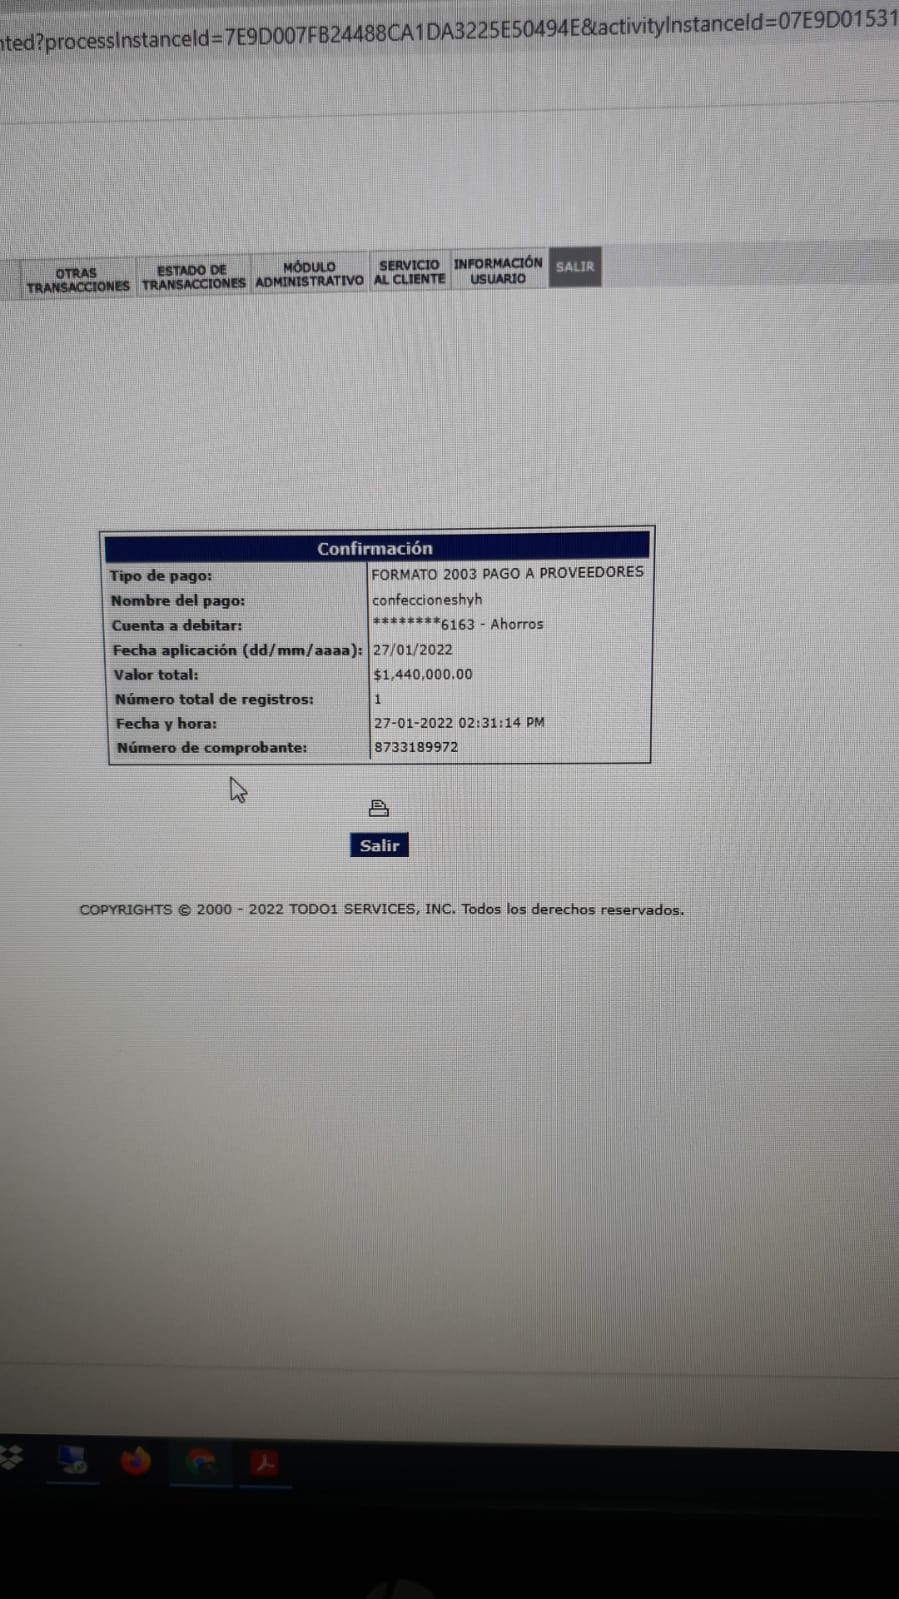 nted?processInstanceId=7E9D007FB24488CA1DA3225E50494E&activityInstanceId=07E9D01531
OTRAS TRANSACCIONES
ESTADO DE TRANSACCIONES
MÓDULO ADMINISTRATIVO
SERVICIO AL CLIENTE
INFORMACIÓN USUARIO
SALIR
Confirmación
Tipo de pago: FORMATO 2003 PAGO A PROVEEDORES
Nombre del pago: confeccioneshyh
Cuenta a debitar: ********6163 - Ahorros
Fecha aplicación (dd/mm/aaaa): 27/01/2022
Valor total: $1,440,000.00
Número total de registros: 1
Fecha y hora: 27-01-2022 02:31:14 PM
Número de comprobante: 8733189972
Salir
COPYRIGHTS © 2000 - 2022 TODO1 SERVICES, INC. Todos los derechos reservados.